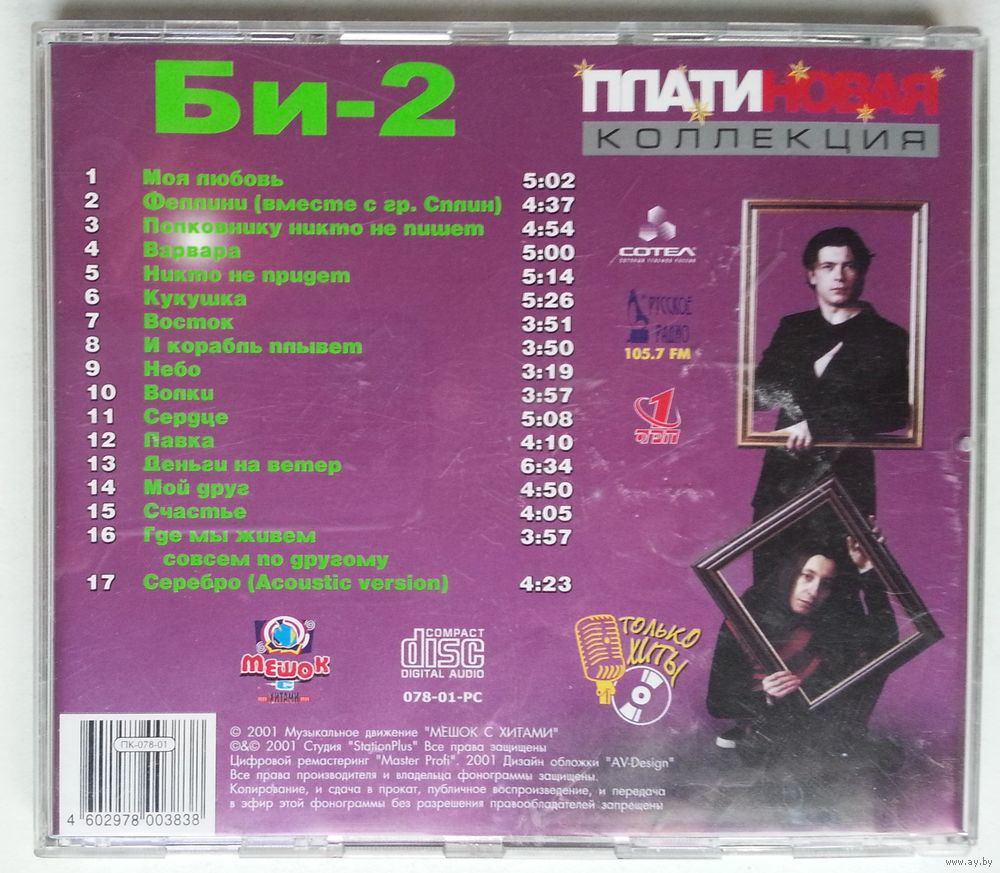 Би-2
ПЛАТИНОВАЯ
КОЛЛЕКЦИЯ
1 Моя любовь 5:02
2 Феллини (вместе с гр. Сплин) 4:37
3 Полковнику никто не пишет 4:54
4 Варвара 5:00
5 Никто не придет 5:14
6 Кукушка 5:26
7 Восток 3:51
8 И корабль плывет 3:50
9 Небо 3:19
10 Волки 3:57
11 Сердце 5:08
12 Павка 4:10
13 Деньги на ветер 6:34
14 Мой друг 4:50
15 Счастье 4:05
16 Где мы живем 3:57
совсем по другому
17 Серебро (Acoustic version) 4:23
СОТЕЛ
РУССКОЕ
РАДИО
105.7 FM
1
ОРТ
МЕШОК
С
ХИТАМИ
COMPACT
disc
DIGITAL AUDIO
078-01-PC
ТОЛЬКО
ХИТЫ
ПК-078-01
4 602978 003838
© 2001 Музыкальное движение "МЕШОК С ХИТАМИ"
©&© 2001 Студия "StationPlus" Все права защищены
Цифровой ремастеринг "Master Profi". 2001 Дизайн обложки "AV-Design"
Все права производителя и владельца фонограммы защищены.
Копирование, и сдача в прокат, публичное воспроизведение, и передача
в эфир этой фонограммы без разрешения правообладателей запрещены
www.ay.by